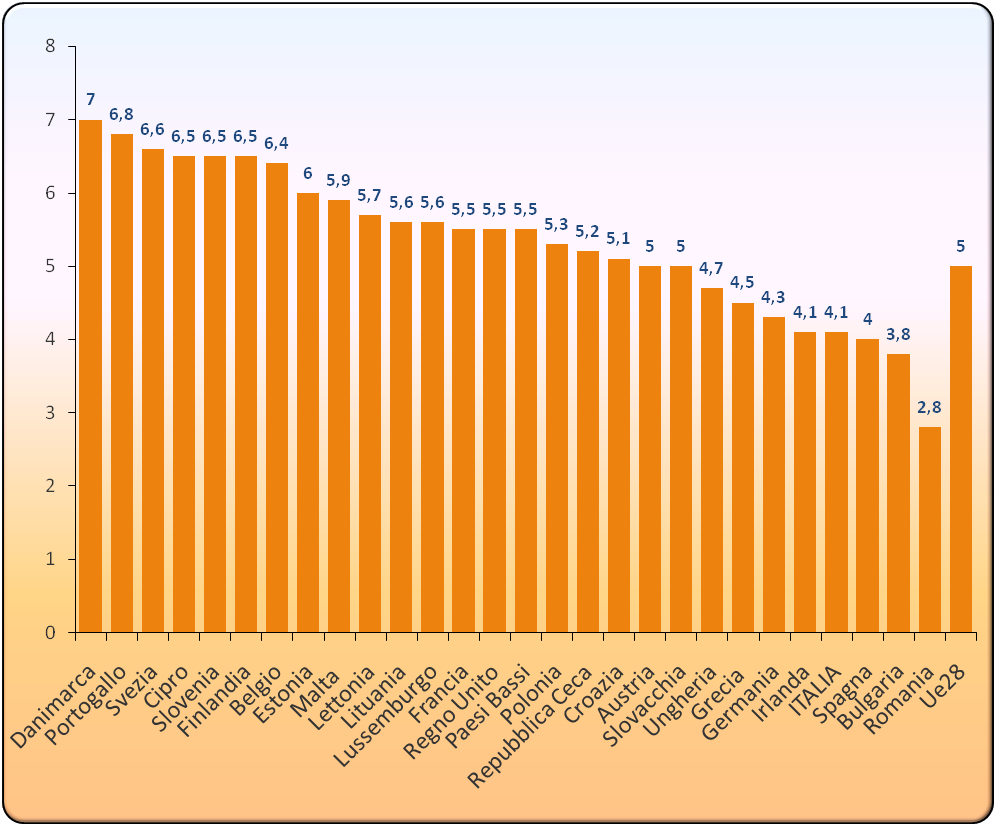 8
7
6
5
4
3
2
1
0
7
6,8
6,6
6,5
6,5
6,5
6,4
6
5,9
5,7
5,6
5,6
5,5
5,5
5,5
5,3
5,2
5,1
5
5
4,7
4,5
4,3
4,1
4,1
4
3,8
2,8
5
Danimarca
Portogallo
Svezia
Cipro
Slovenia
Finlandia
Belgio
Estonia
Malta
Lettonia
Lituania
Lussemburgo
Francia
Regno Unito
Paesi Bassi
Polonia
Repubblica Ceca
Croazia
Austria
Slovacchia
Ungheria
Grecia
Germania
Irlanda
ITALIA
Spagna
Bulgaria
Romania
Ue28